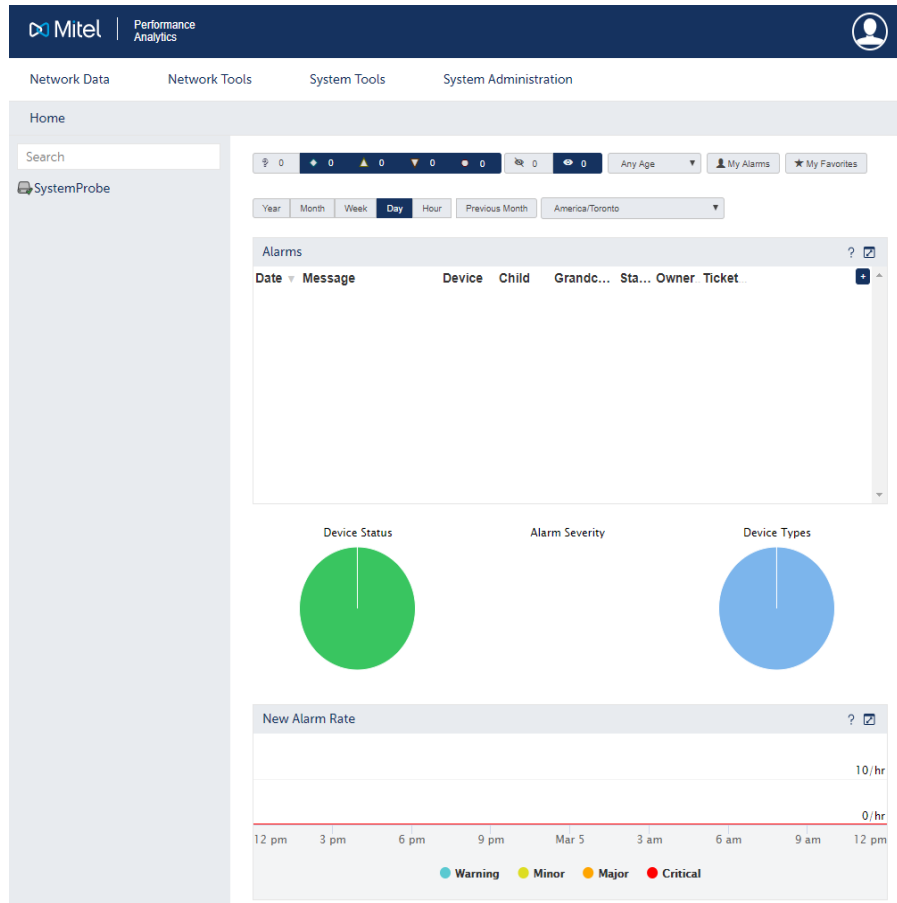 Mitel
Performance
Analytics
Network Data Network Tools System Tools System Administration
Home
Search
SystemProbe
0 0 0 0 0 0 0 Any Age My Alarms My Favorites
Year Month Week Day Hour Previous Month America/Toronto
Alarms ?
Date Message Device Child Grandc... Sta... Owner Ticket +
Device Status Alarm Severity Device Types
New Alarm Rate ?
10/hr
0/hr
12 pm 3 pm 6 pm 9 pm Mar 5 3 am 6 am 9 am 12 pm
Warning Minor Major Critical